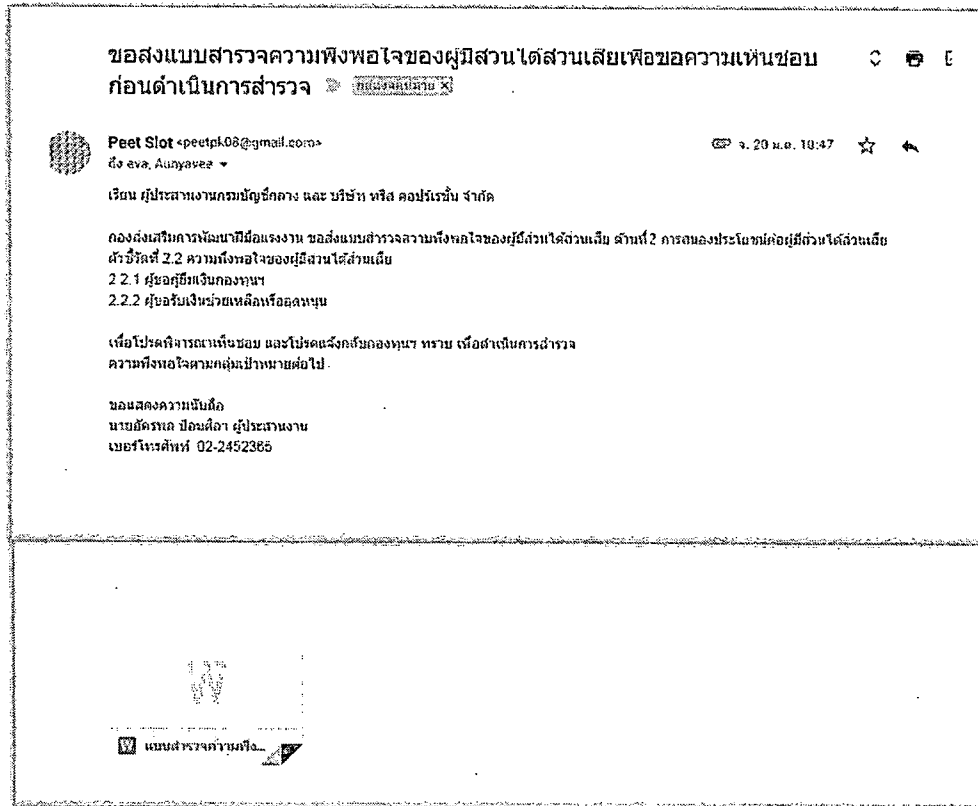 ขอส่งแบบสำรวจความพึงพอใจของผู้มีส่วนได้ส่วนเสียเพื่อขอความเห็นชอบ
ก่อนดำเนินการสำรวจ
Peet Slot <peetpk08@gmail.com>
จ. 20 ม.ค. 10:47
ถึง eva, Aunyavee
เรียน ผู้ประสานงานกรมบัญชีกลาง และ บริษัท ทริส คอปร์เรชั่น จำกัด
กองส่งเสริมการพัฒนาฝีมือแรงงาน ขอส่งแบบสำรวจความพึงพอใจของผู้มีส่วนได้ส่วนเสีย ด้านที่ 2 การสนองประโยชน์ต่อผู้มีส่วนได้ส่วนเสีย
ตัวชี้วัดที่ 2.2 ความพึงพอใจของผู้มีส่วนได้ส่วนเสีย
2.2.1 ผู้ขอกู้ยืมเงินกองทุนฯ
2.2.2 ผู้ขอรับเงินช่วยเหลือหรืออุดหนุน
เพื่อโปรดพิจารณาเห็นชอบ และโปรดแจ้งกลับกองทุนฯ ทราบ เพื่อดำเนินการสำรวจ
ความพึงพอใจตามกลุ่มเป้าหมายต่อไป
ขอแสดงความนับถือ
ผู้ประสานงาน
เบอร์โทรศัพท์ 02-2452365
W
W แบบสำรวจความพึง...